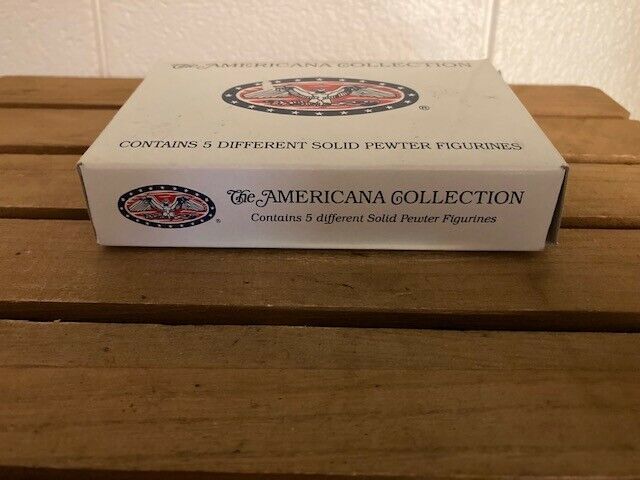 The AMERICANA COLLECTION
®
CONTAINS 5 DIFFERENT SOLID PEWTER FIGURINES
The AMERICANA COLLECTION
®
Contains 5 different Solid Pewter Figurines